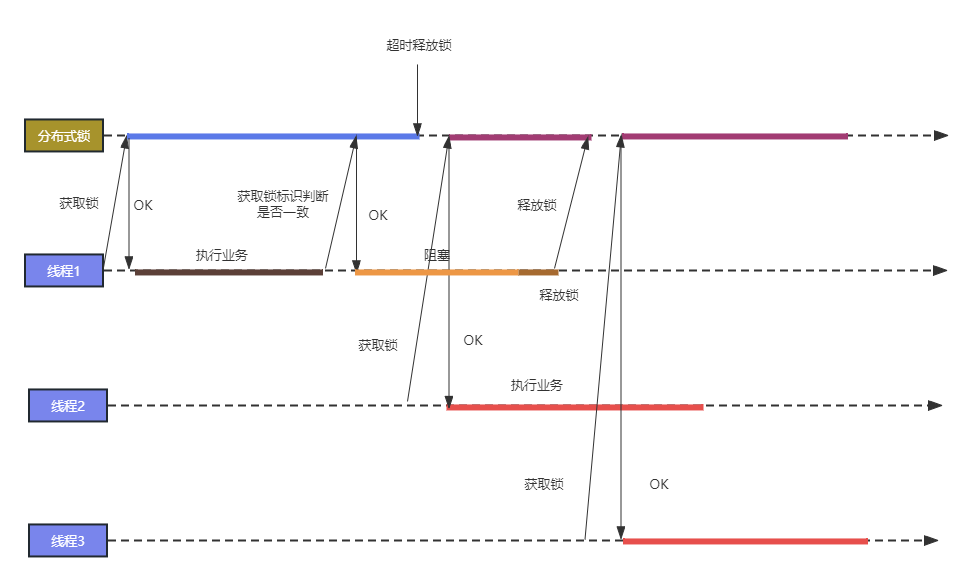 超时释放锁
分布式锁
获取锁
OK
获取锁标识判断
是否一致
OK
释放锁
执行业务
阻塞
线程1
释放锁
获取锁
OK
执行业务
线程2
获取锁
OK
线程3